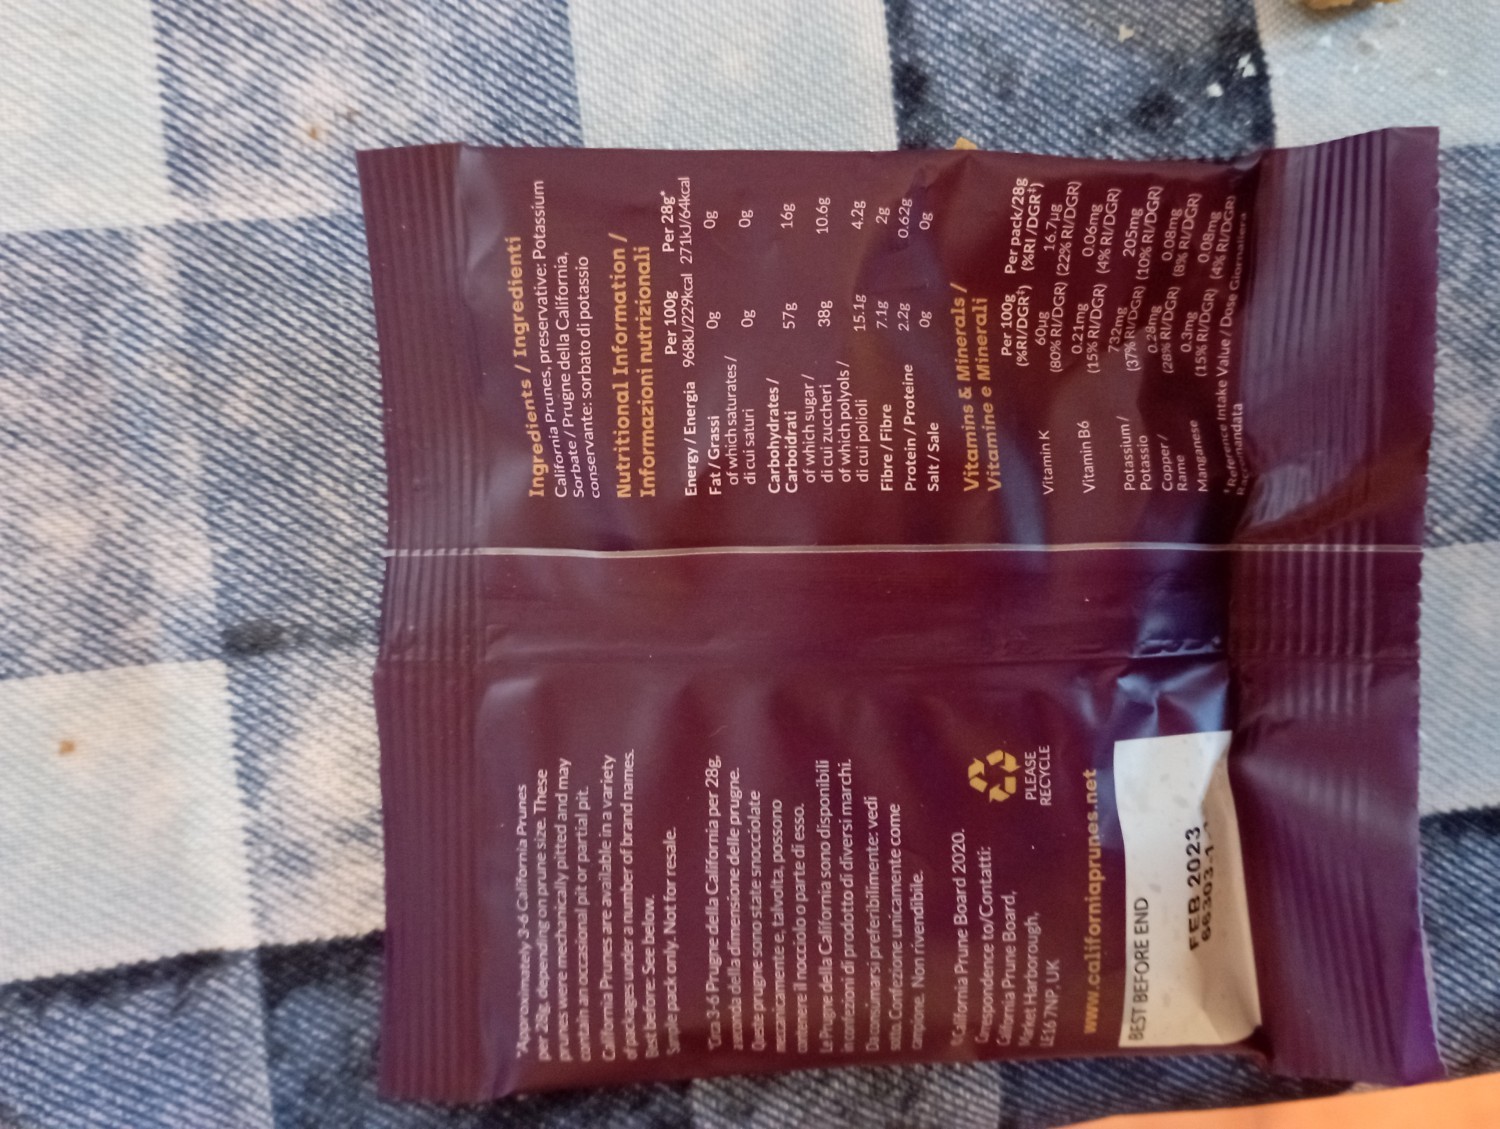 Ingredients / Ingredienti
California Prunes, preservative: Potassium
Sorbate / Prugne della California,
conservante: sorbato di potassio
Nutritional Information /
Informazioni nutrizionali
Per 100g Per 28g*
Energy / Energia 968kJ/229kcal 271kJ/64kcal
Fat / Grassi 0g 0g
of which saturates/
di cui saturi 0g 0g
Carbohydrates /
Carboidrati 57g 16g
of which sugar /
di cui zuccheri 38g 10.6g
of which polyols /
di cui polioli 15.1g 4.2g
Fibre / Fibre 7.1g 2g
Protein / Proteine 2.2g 0.62g
Salt / Sale 0g 0g
Vitamins & Minerals /
Vitamine e Minerali
Per 100g Per pack/28g
(%RI/DGR‡) (%RI /DGR‡)
Vitamin K 60µg 16.7µg
(80% RI/DGR) (22% RI/DGR)
Vitamin B6 0.21mg 0.06mg
(15% RI/DGR) (4% RI/DGR)
Potassium / 732mg 205mg
Potassio (37% RI/DGR) (10% RI/DGR)
Copper / 0.28mg 0.08mg
Rame (28% RI/DGR) (8% RI/DGR)
Manganese 0.3mg 0.08mg
(15% RI/DGR) (4% RI/DGR)
‡Reference Intake Value / Dose Giornaliera
Raccomandata
*Approximately 3-6 California Prunes
per 28g, depending on prune size. These
prunes were mechanically pitted and may
contain an occasional pit or partial pit.
California Prunes are available in a variety
of packages under a number of brand names.
Best before: See below.
Sample pack only. Not for resale.
*Circa 3-6 Prugne della California per 28g,
a seconda della dimensione delle prugne.
Queste prugne sono state snocciolate
meccanicamente e, talvolta, possono
contenere il nocciolo o parte di esso.
Le Prugne della California sono disponibili
in confezioni di prodotto di diversi marchi.
Da consumarsi preferibilmente: vedi
sotto. Confezione unicamente come
campione. Non rivendibile.
© California Prune Board 2020.
Correspondence to/Contatti:
California Prune Board,
Market Harborough,
LE16 7NP, UK
PLEASE
RECYCLE
www.californiaprunes.net
BEST BEFORE END
FEB 2023
66303-1